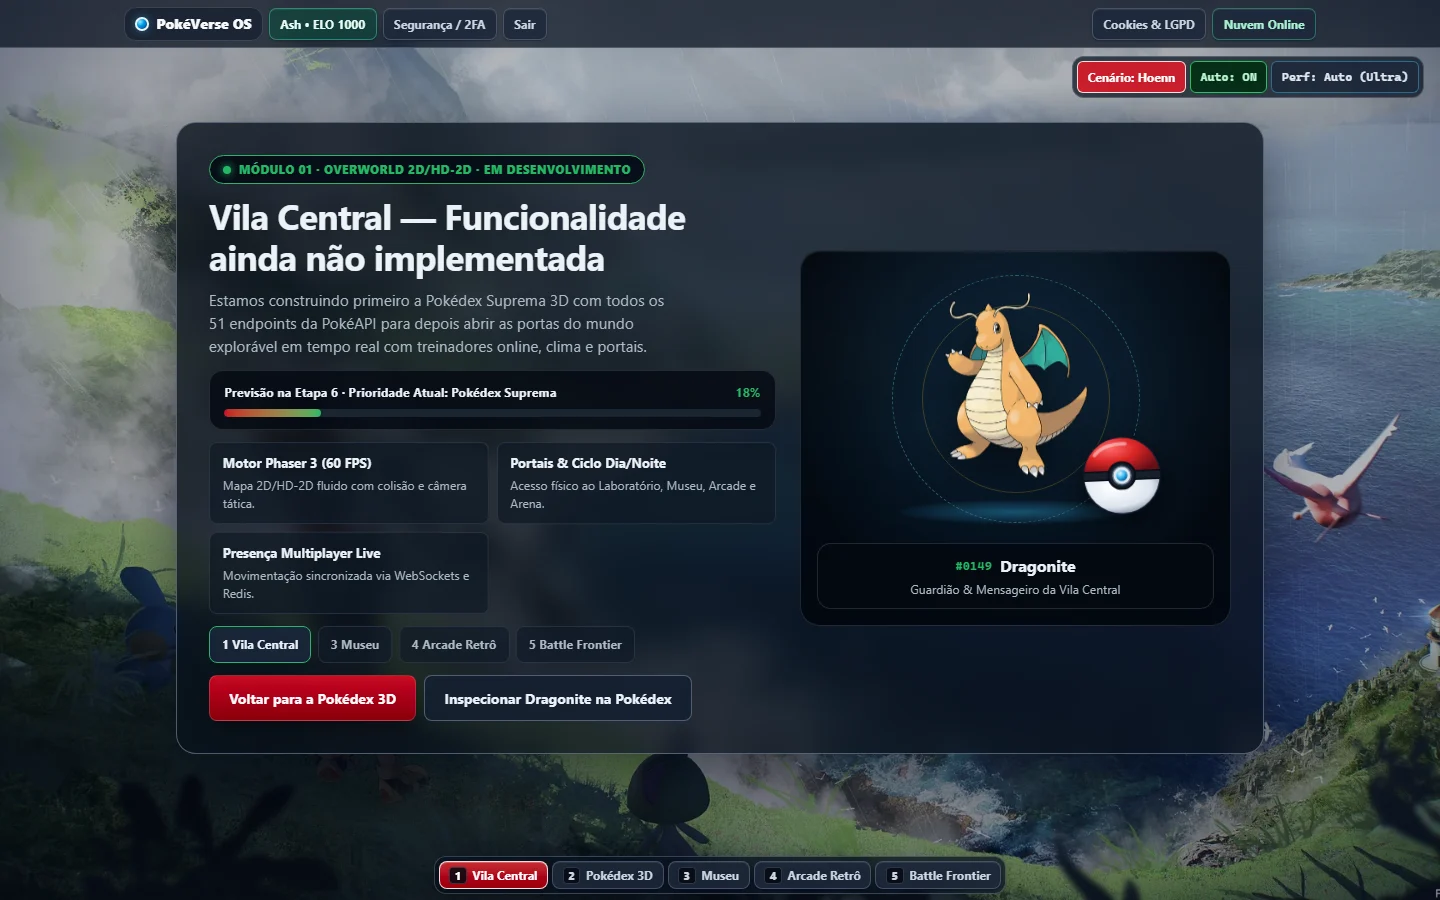 PokéVerse OS
Ash • ELO 1000
Segurança / 2FA
Sair
Cookies & LGPD
Nuvem Online
Cenário: Hoenn
Auto: ON
Perf: Auto (Ultra)
MÓDULO 01 · OVERWORLD 2D/HD-2D · EM DESENVOLVIMENTO
Vila Central — Funcionalidade
ainda não implementada
Estamos construindo primeiro a Pokédex Suprema 3D com todos os
51 endpoints da PokéAPI para depois abrir as portas do mundo
explorável em tempo real com treinadores online, clima e portais.
Previsão na Etapa 6 · Prioridade Atual: Pokédex Suprema
18%
Motor Phaser 3 (60 FPS)
Mapa 2D/HD-2D fluido com colisão e câmera
tática.
Portais & Ciclo Dia/Noite
Acesso físico ao Laboratório, Museu, Arcade e
Arena.
Presença Multiplayer Live
Movimentação sincronizada via WebSockets e
Redis.
1 Vila Central
3 Museu
4 Arcade Retrô
5 Battle Frontier
Voltar para a Pokédex 3D
Inspecionar Dragonite na Pokédex
#0149 Dragonite
Guardião & Mensageiro da Vila Central
1 Vila Central
2 Pokédex 3D
3 Museu
4 Arcade Retrô
5 Battle Frontier